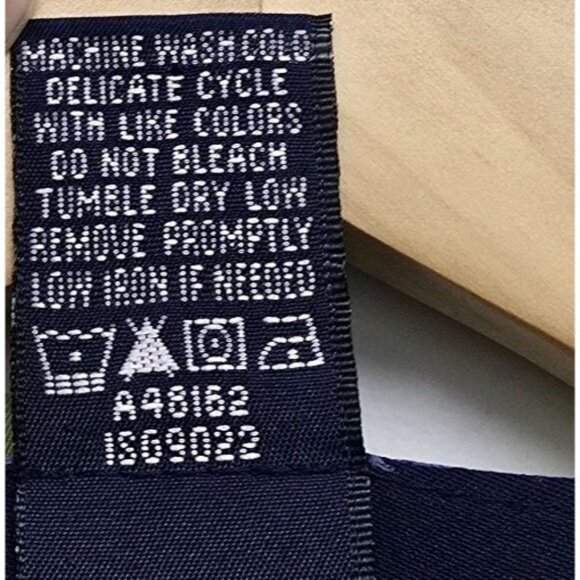 MACHINE WASH COLD
DELICATE CYCLE
WITH LIKE COLORS
DO NOT BLEACH
TUMBLE DRY LOW
REMOVE PROMPTLY
LOW IRON IF NEEDED
A48162
ISG9022